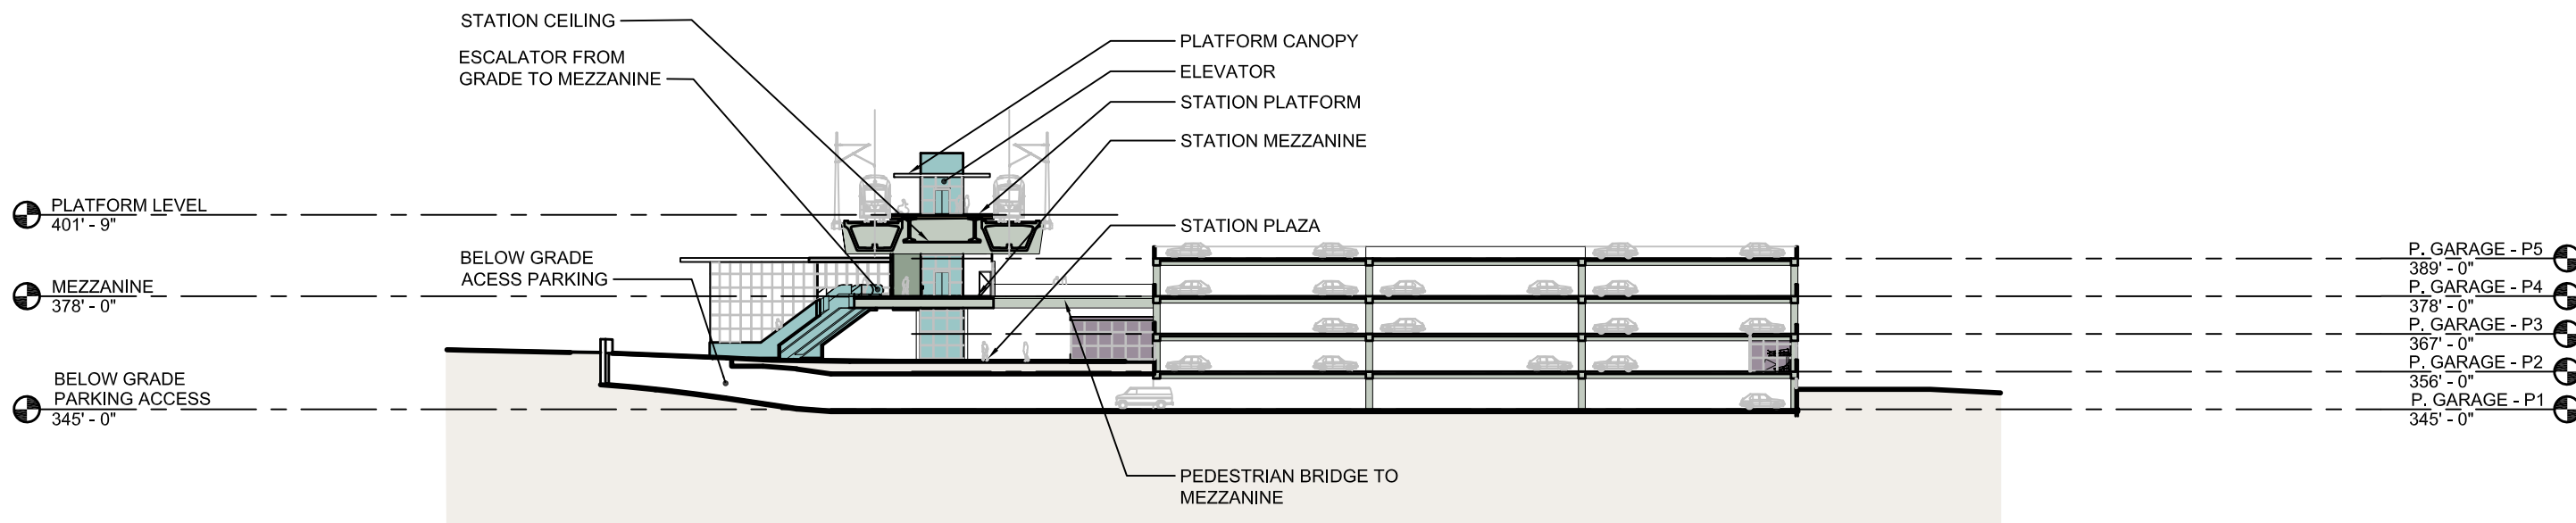 STATION CEILING
ESCALATOR FROM
GRADE TO MEZZANINE
PLATFORM CANOPY
ELEVATOR
STATION PLATFORM
STATION MEZZANINE
STATION PLAZA
PLATFORM LEVEL
401' - 9"
BELOW GRADE
ACESS PARKING
MEZZANINE
378' - 0"
BELOW GRADE
PARKING ACCESS
345' - 0"
P. GARAGE - P5
389' - 0"
P. GARAGE - P4
378' - 0"
P. GARAGE - P3
367' - 0"
P. GARAGE - P2
356' - 0"
P. GARAGE - P1
345' - 0"
PEDESTRIAN BRIDGE TO
MEZZANINE